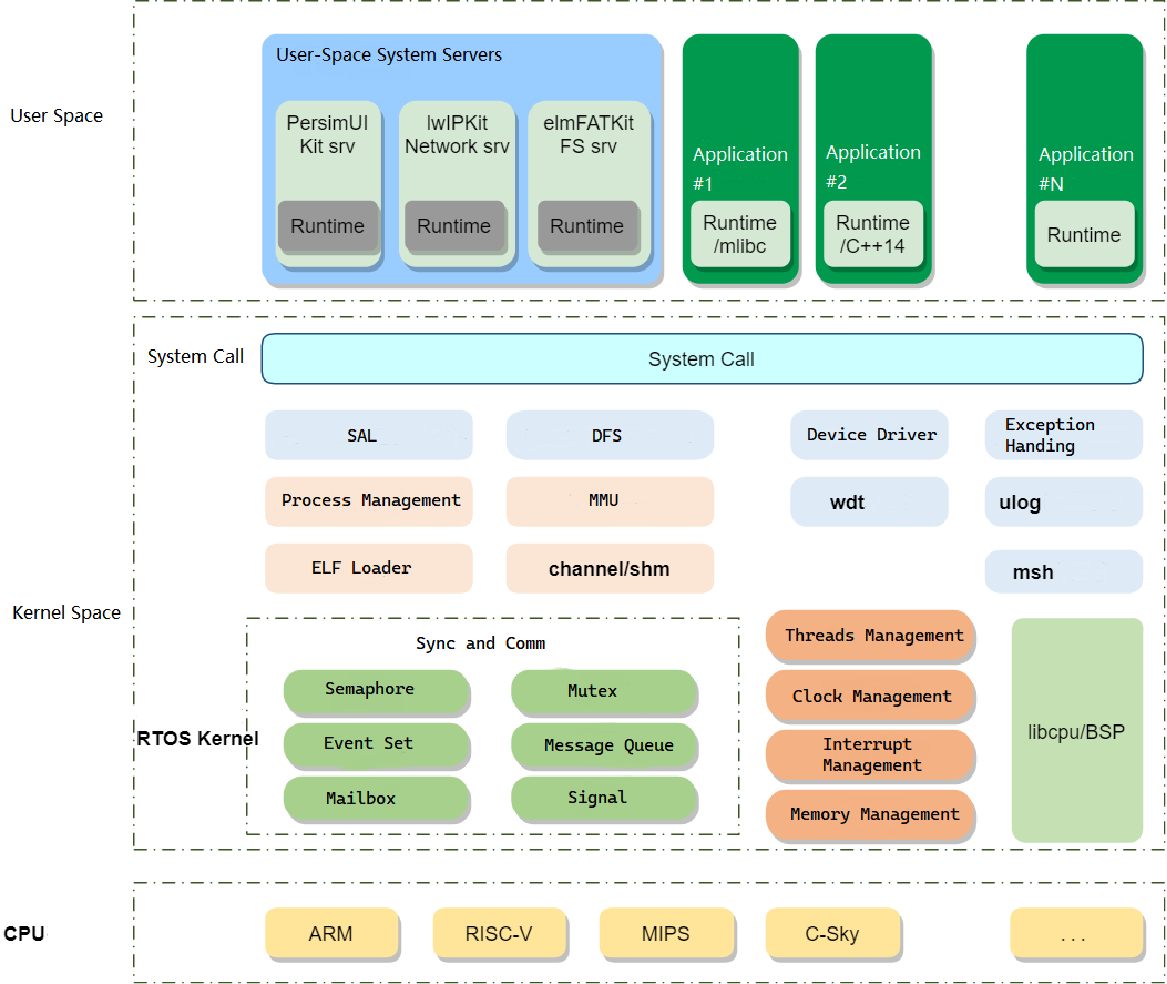 User Space
User-Space System Servers
PersimUI
Kit srv
Runtime
lwIPKit
Network srv
Runtime
elmFATKit
FS srv
Runtime
Application
#1
Runtime
/mlibc
Application
#2
Runtime
/C++14
Application
#N
Runtime
Kernel Space
System Call
System Call
SAL
DFS
Device Driver
Exception
Handing
Process Management
MMU
wdt
ulog
ELF Loader
channel/shm
msh
RTOS Kernel
Sync and Comm
Semaphore
Mutex
Event Set
Message Queue
Mailbox
Signal
Threads Management
Clock Management
Interrupt
Management
Memory Management
libcpu/BSP
CPU
ARM
RISC-V
MIPS
C-Sky
...